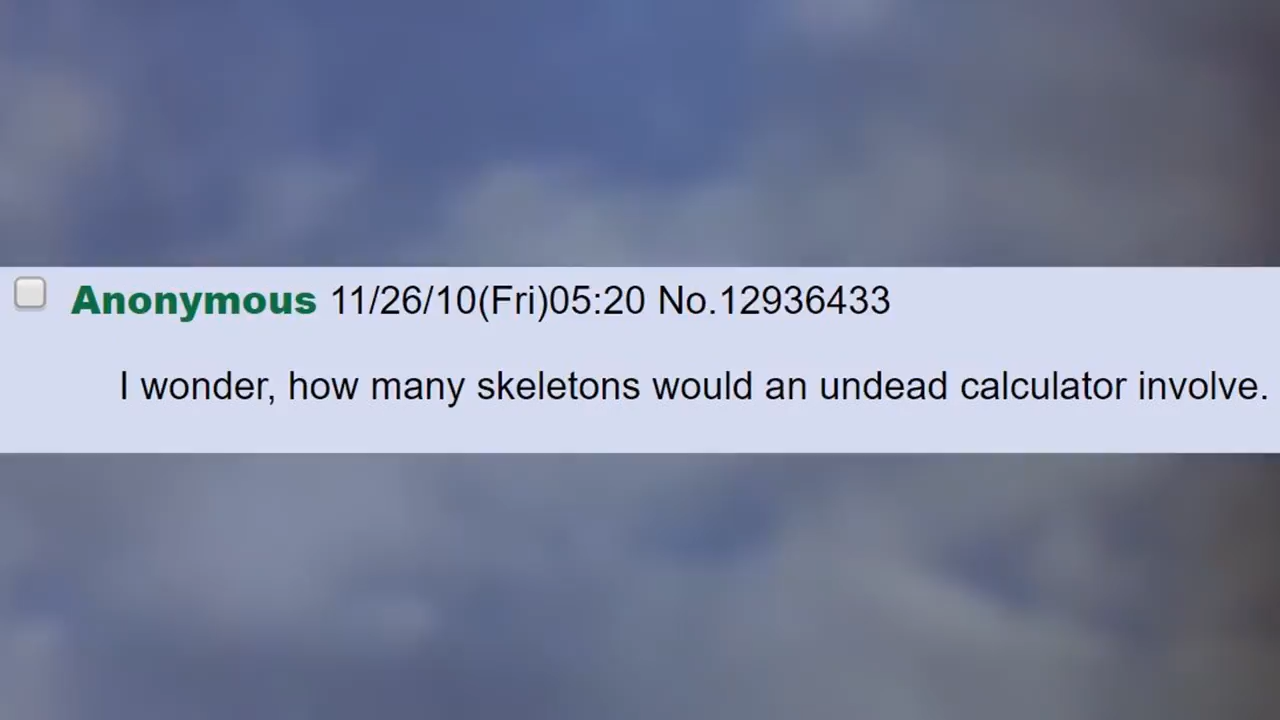 Anonymous 11/26/10(Fri)05:20 No.12936433
I wonder, how many skeletons would an undead calculator involve.